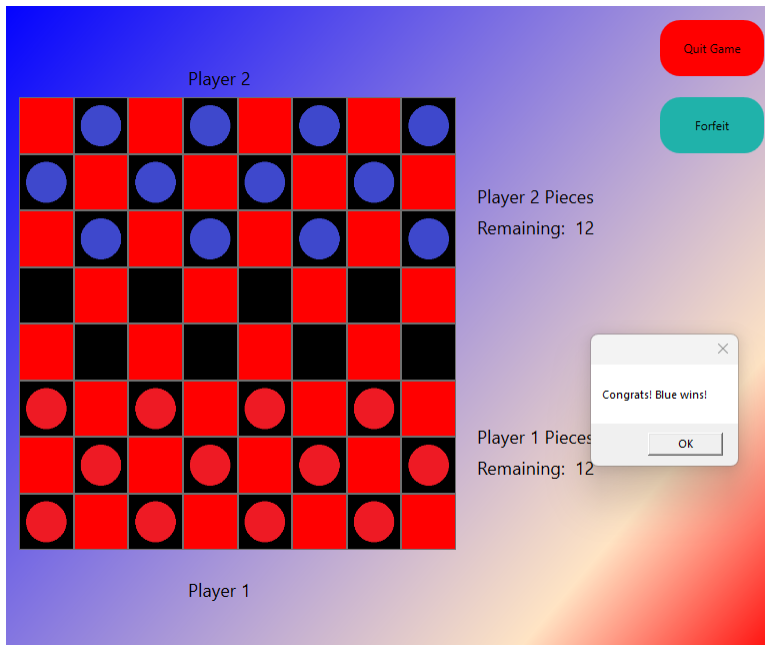 Quit Game
Player 2
Forfeit
Player 2 Pieces
Remaining: 12
Congrats! Blue wins!
Player 1 Pieces
OK
Remaining: 12
Player 1